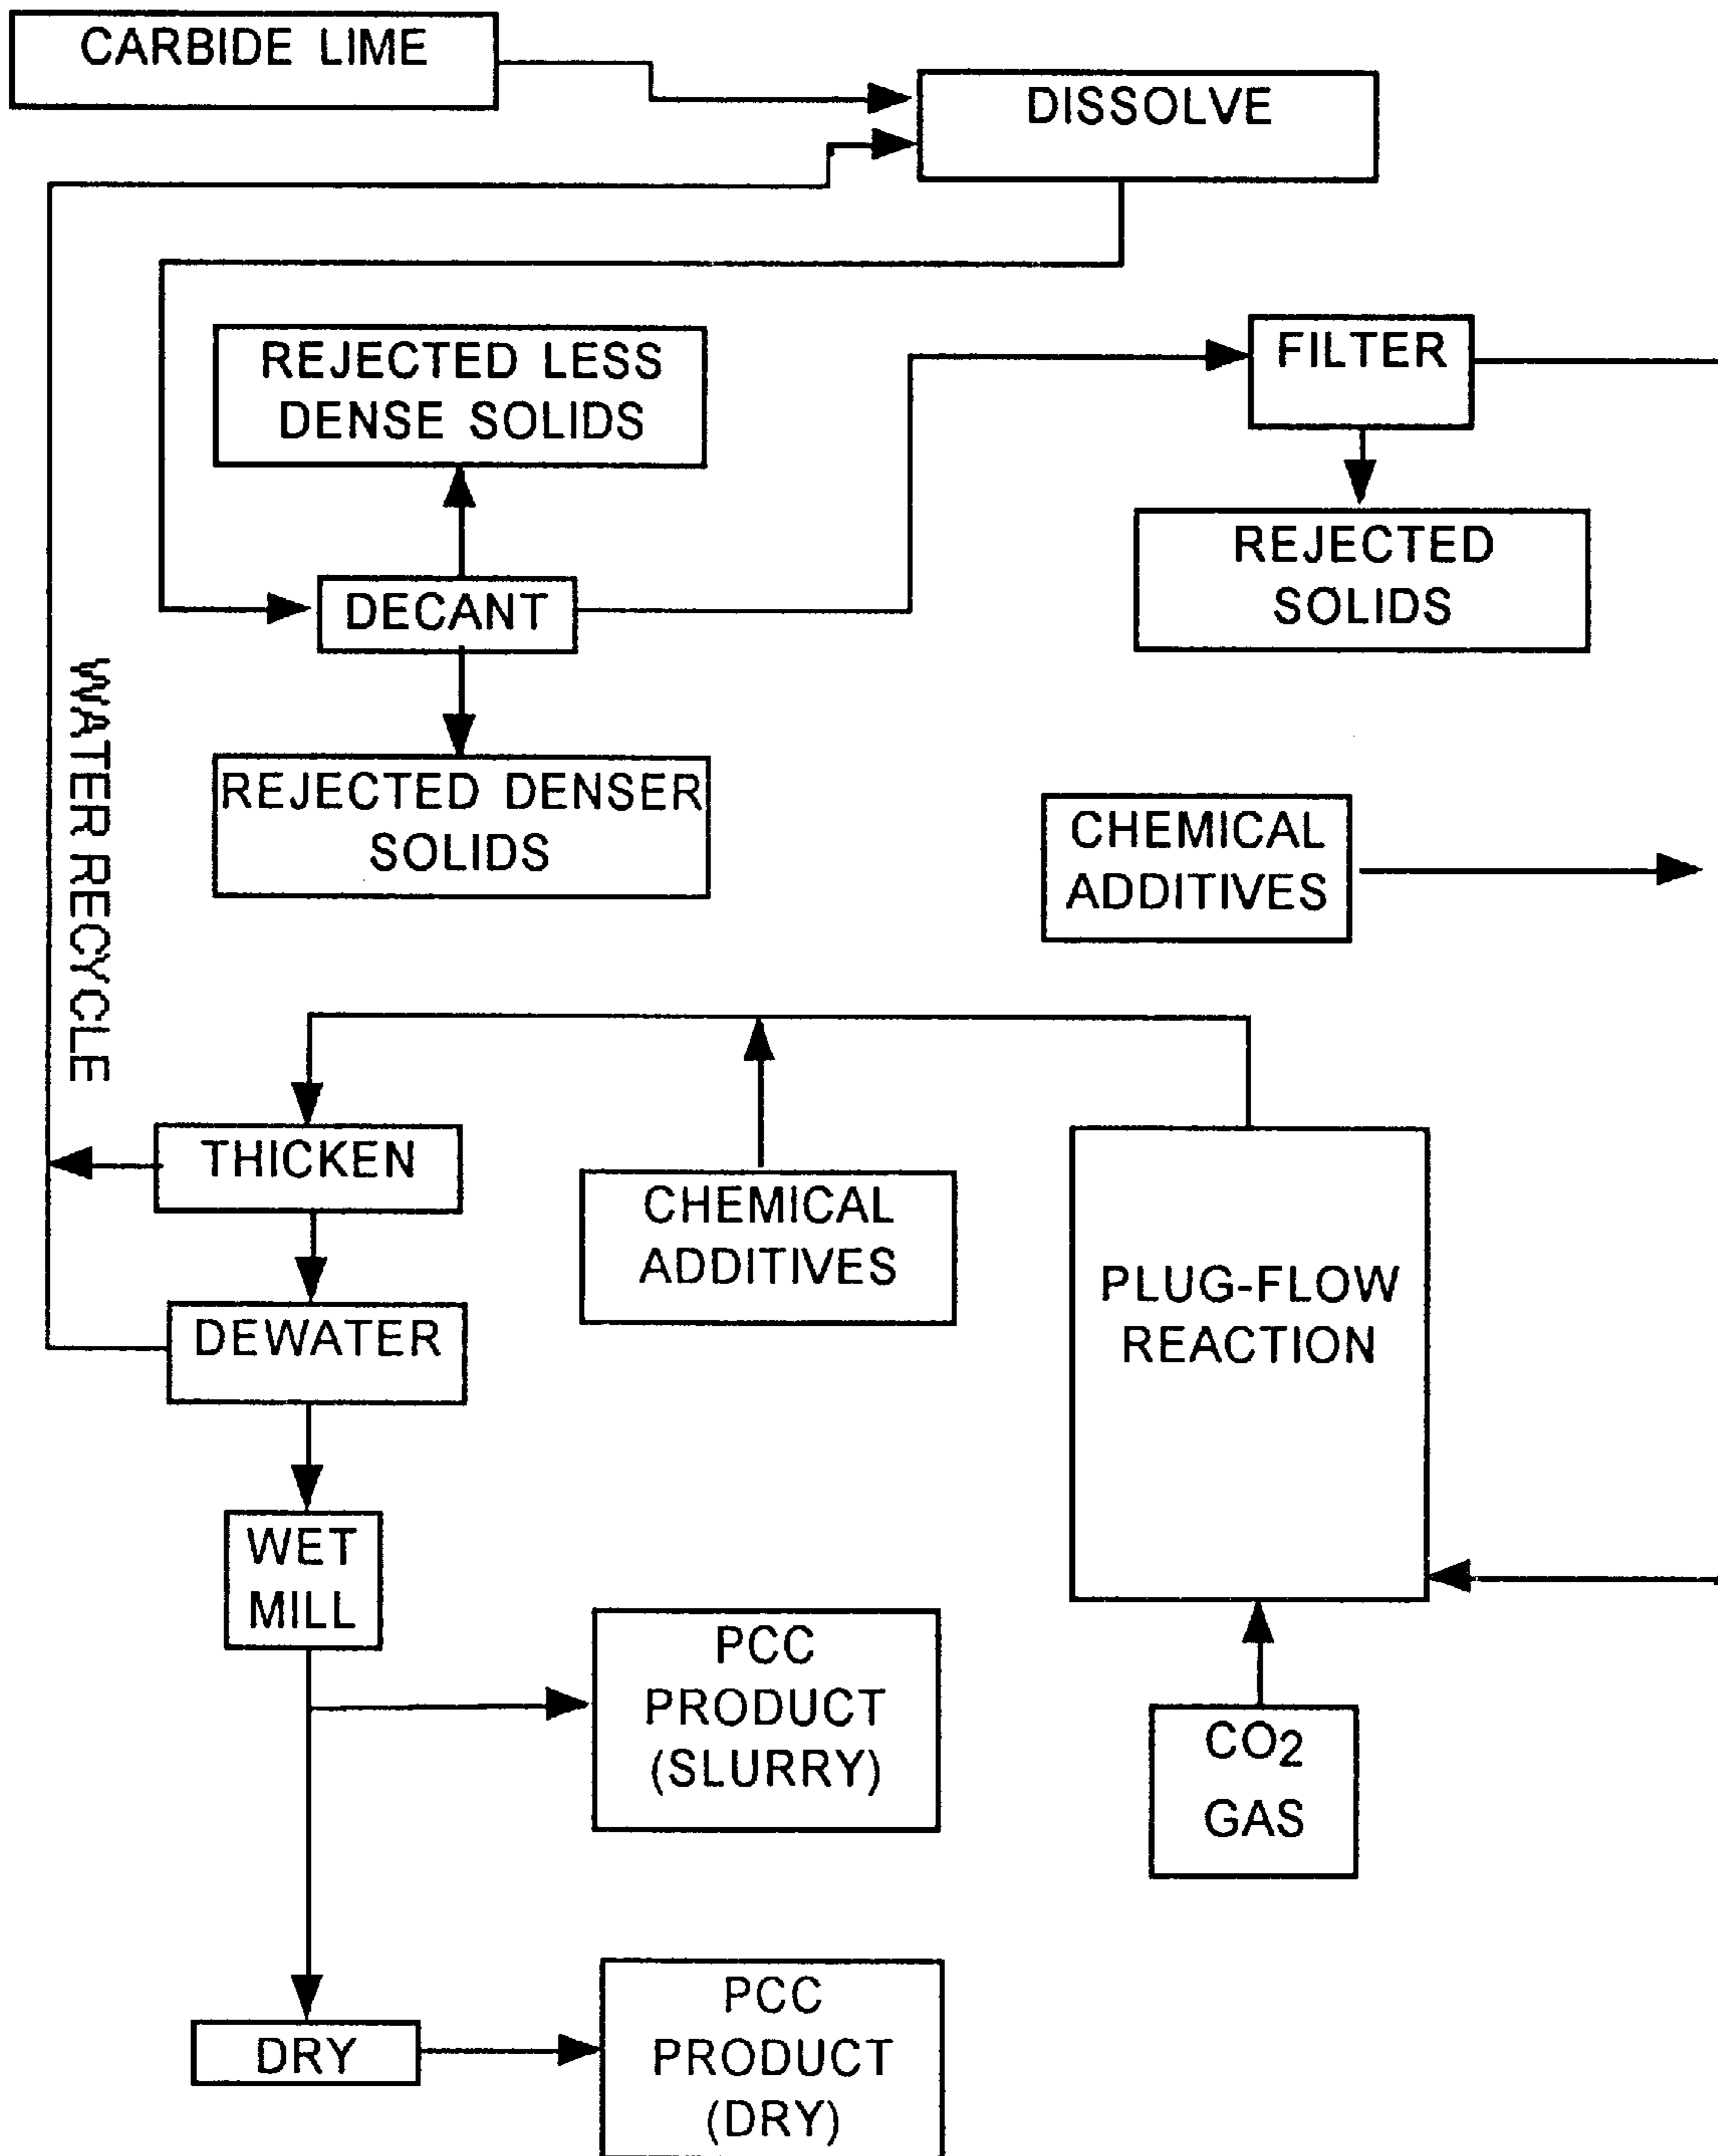 CARBIDE LIME
DISSOLVE
REJECTED LESS
DENSE SOLIDS
FILTER
REJECTED
SOLIDS
DECANT
REJECTED DENSER
SOLIDS
WATER RECYCLE
CHEMICAL
ADDITIVES
THICKEN
CHEMICAL
ADDITIVES
PLUG-FLOW
REACTION
DEWATER
WET
MILL
PCC
PRODUCT
(SLURRY)
CO2
GAS
DRY
PCC
PRODUCT
(DRY)